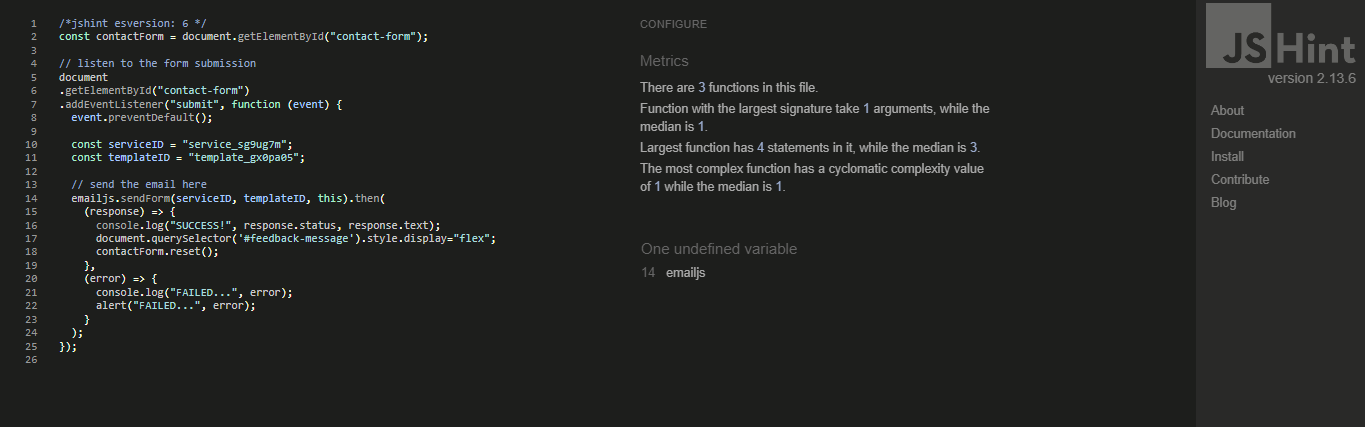 1 /*jshint esversion: 6 */
2 const contactForm = document.getElementById("contact-form");
3
4 // listen to the form submission
5 document
6 .getElementById("contact-form")
7 .addEventListener("submit", function (event) {
8 event.preventDefault();
9
10 const serviceID = "service_sg9ug7m";
11 const templateID = "template_gx0pa05";
12
13 // send the email here
14 emailjs.sendForm(serviceID, templateID, this).then(
15 (response) => {
16 console.log("SUCCESS!", response.status, response.text);
17 document.querySelector('#feedback-message').style.display="flex";
18 contactForm.reset();
19 },
20 (error) => {
21 console.log("FAILED...", error);
22 alert("FAILED...", error);
23 }
24 );
25 });
26
CONFIGURE
Metrics
There are 3 functions in this file.
Function with the largest signature take 1 arguments, while the
median is 1.
Largest function has 4 statements in it, while the median is 3.
The most complex function has a cyclomatic complexity value
of 1 while the median is 1.
One undefined variable
14 emailjs
JSHint
version 2.13.6
About
Documentation
Install
Contribute
Blog